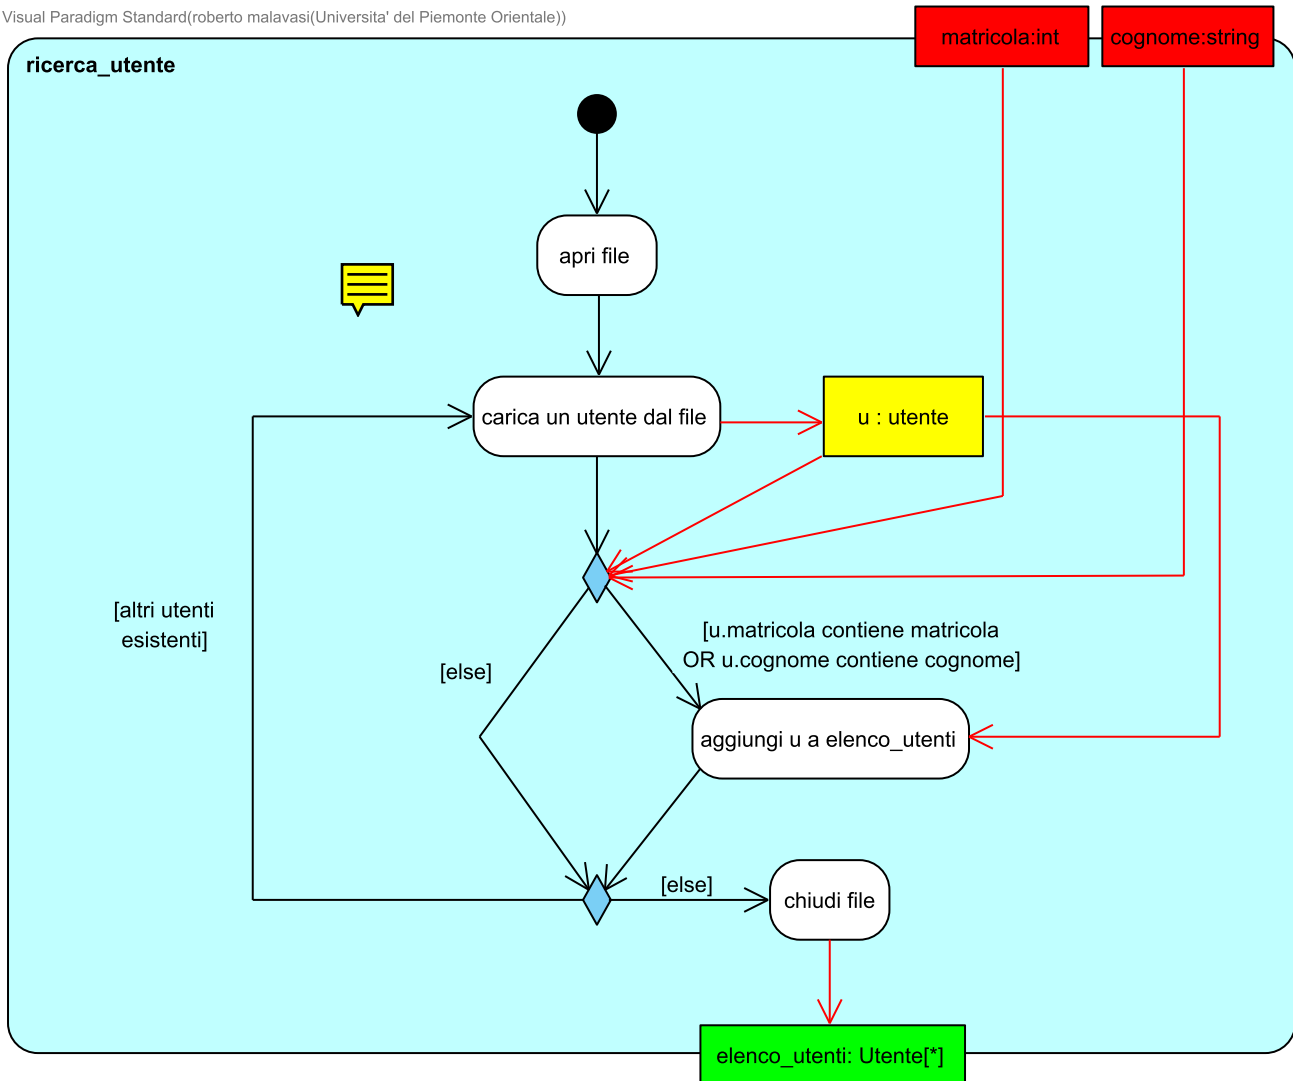 Visual Paradigm Standard(roberto malavasi(Universita' del Piemonte Orientale))
matricola:int
cognome:string
ricerca_utente
apri file
carica un utente dal file
u : utente
[altri utenti
esistenti]
[u.matricola contiene matricola
OR u.cognome contiene cognome]
[else]
aggiungi u a elenco_utenti
[else]
chiudi file
elenco_utenti: Utente[*]